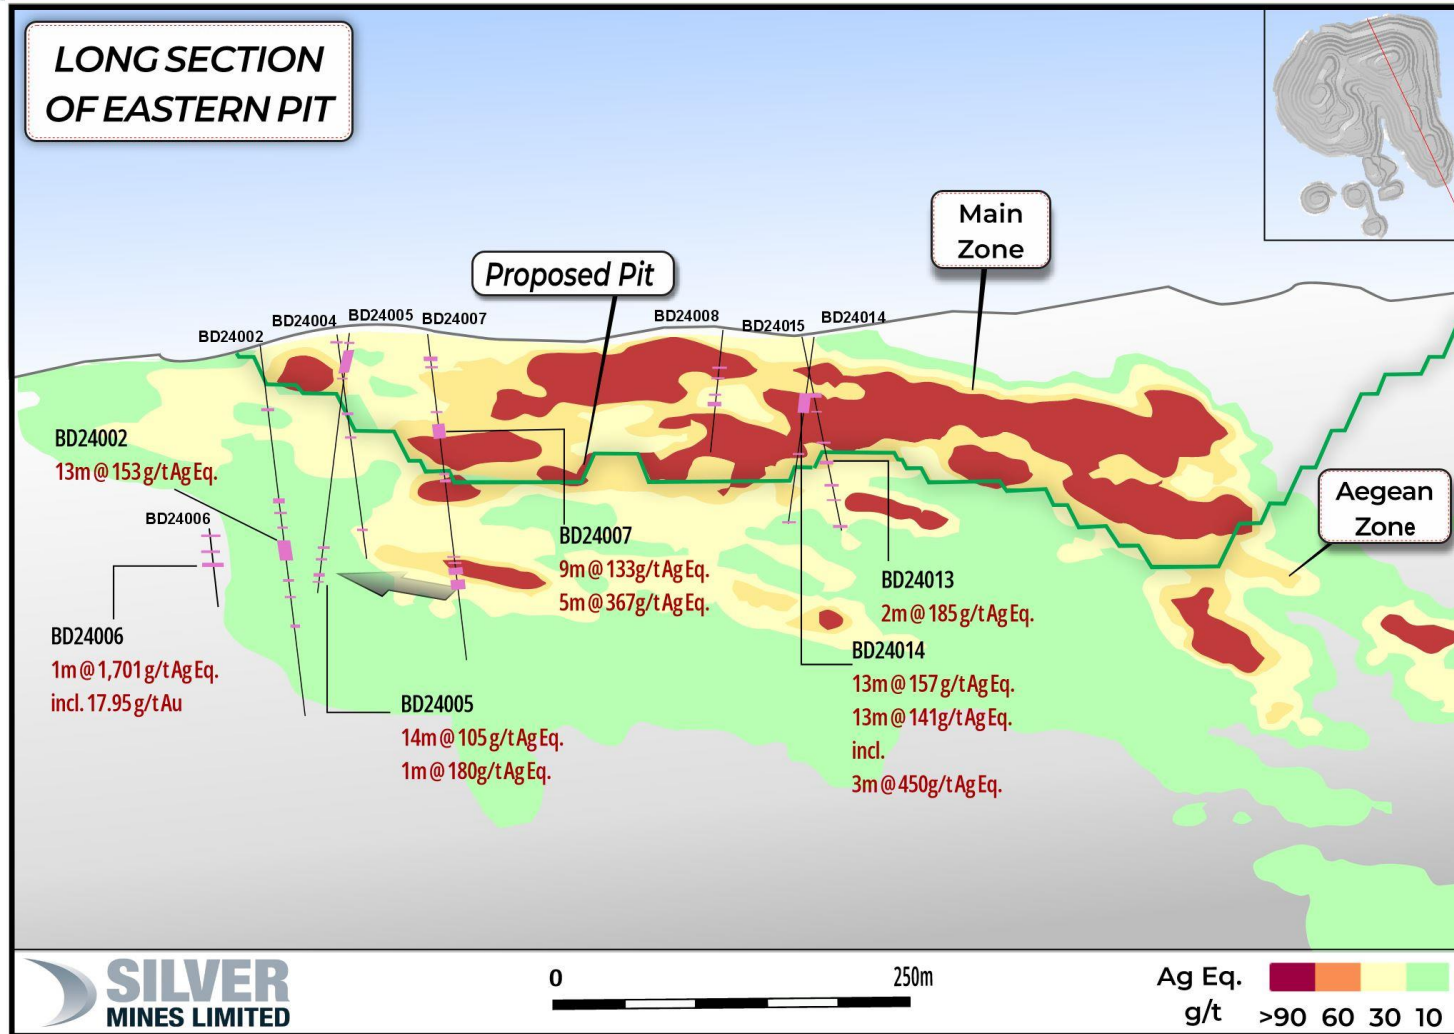 LONG SECTION
OF EASTERN PIT
Main
Zone
Proposed Pit
BD24002
BD24004
BD24005
BD24007
BD24008
BD24015
BD24014
BD24002
13m @ 153 g/t Ag Eq.
BD24006
BD24006
1m @ 1,701 g/t Ag Eq.
incl. 17.95 g/t Au
BD24005
14m @ 105 g/t Ag Eq.
1m @ 180g/t Ag Eq.
BD24007
9m @ 133g/t Ag Eq.
5m @ 367g/t Ag Eq.
BD24013
2m @ 185g/t Ag Eq.
BD24014
13m @ 157g/t Ag Eq.
13m @ 141g/t Ag Eq.
incl.
3m @ 450g/t Ag Eq.
Aegean
Zone
SILVER
MINES LIMITED
0 250m
Ag Eq.
g/t >90 60 30 10